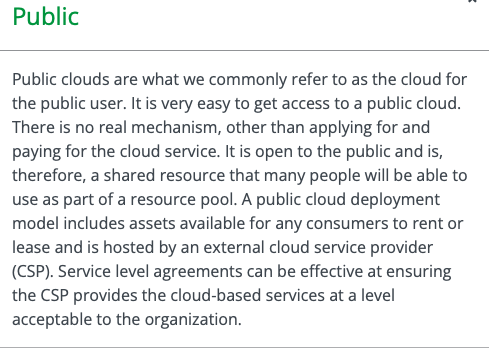 Public
Public clouds are what we commonly refer to as the cloud for
the public user. It is very easy to get access to a public cloud.
There is no real mechanism, other than applying for and
paying for the cloud service. It is open to the public and is,
therefore, a shared resource that many people will be able to
use as part of a resource pool. A public cloud deployment
model includes assets available for any consumers to rent or
lease and is hosted by an external cloud service provider
(CSP). Service level agreements can be effective at ensuring
the CSP provides the cloud-based services at a level
acceptable to the organization.